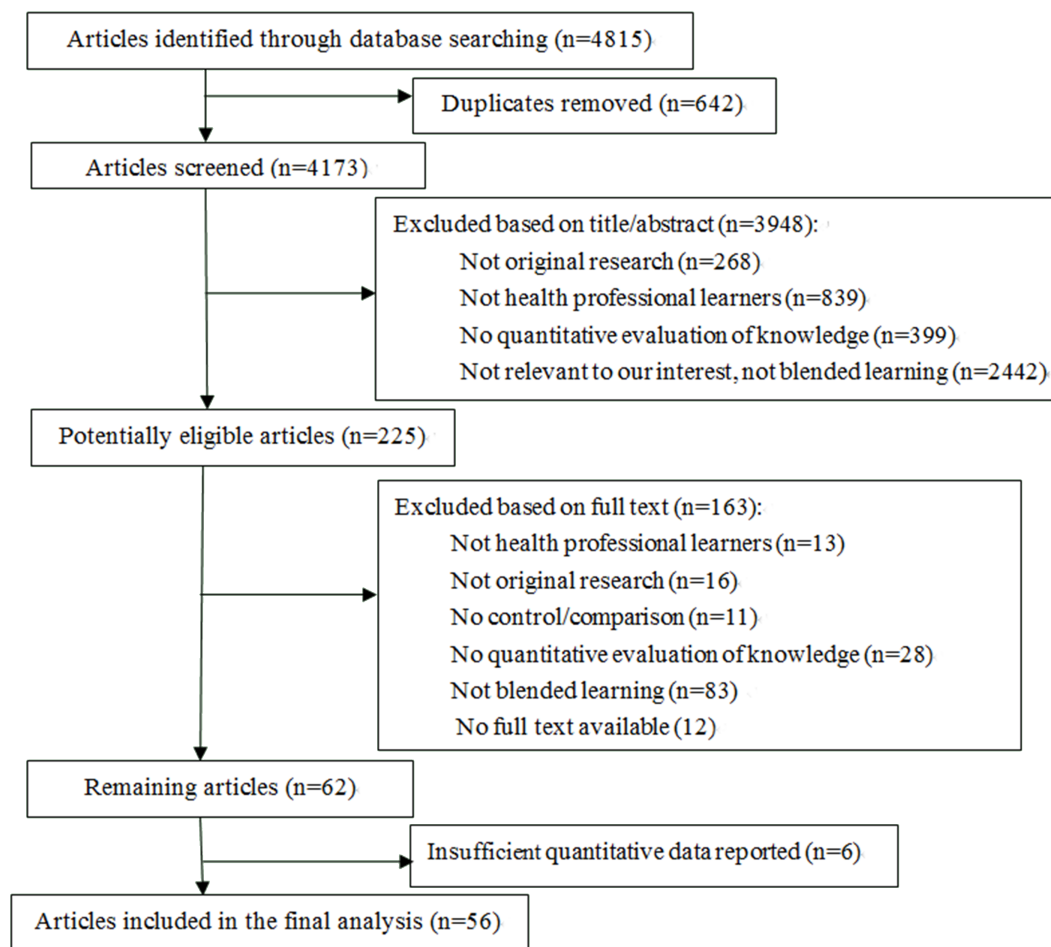 Articles identified through database searching (n=4815)
Duplicates removed (n=642)
Articles screened (n=4173)
Excluded based on title/abstract (n=3948):
Not original research (n=268)
Not health professional learners (n=839)
No quantitative evaluation of knowledge (n=399)
Not relevant to our interest, not blended learning (n=2442)
Potentially eligible articles (n=225)
Excluded based on full text (n=163):
Not health professional learners (n=13)
Not original research (n=16)
No control/comparison (n=11)
No quantitative evaluation of knowledge (n=28)
Not blended learning (n=83)
No full text available (12)
Remaining articles (n=62)
Insufficient quantitative data reported (n=6)
Articles included in the final analysis (n=56)